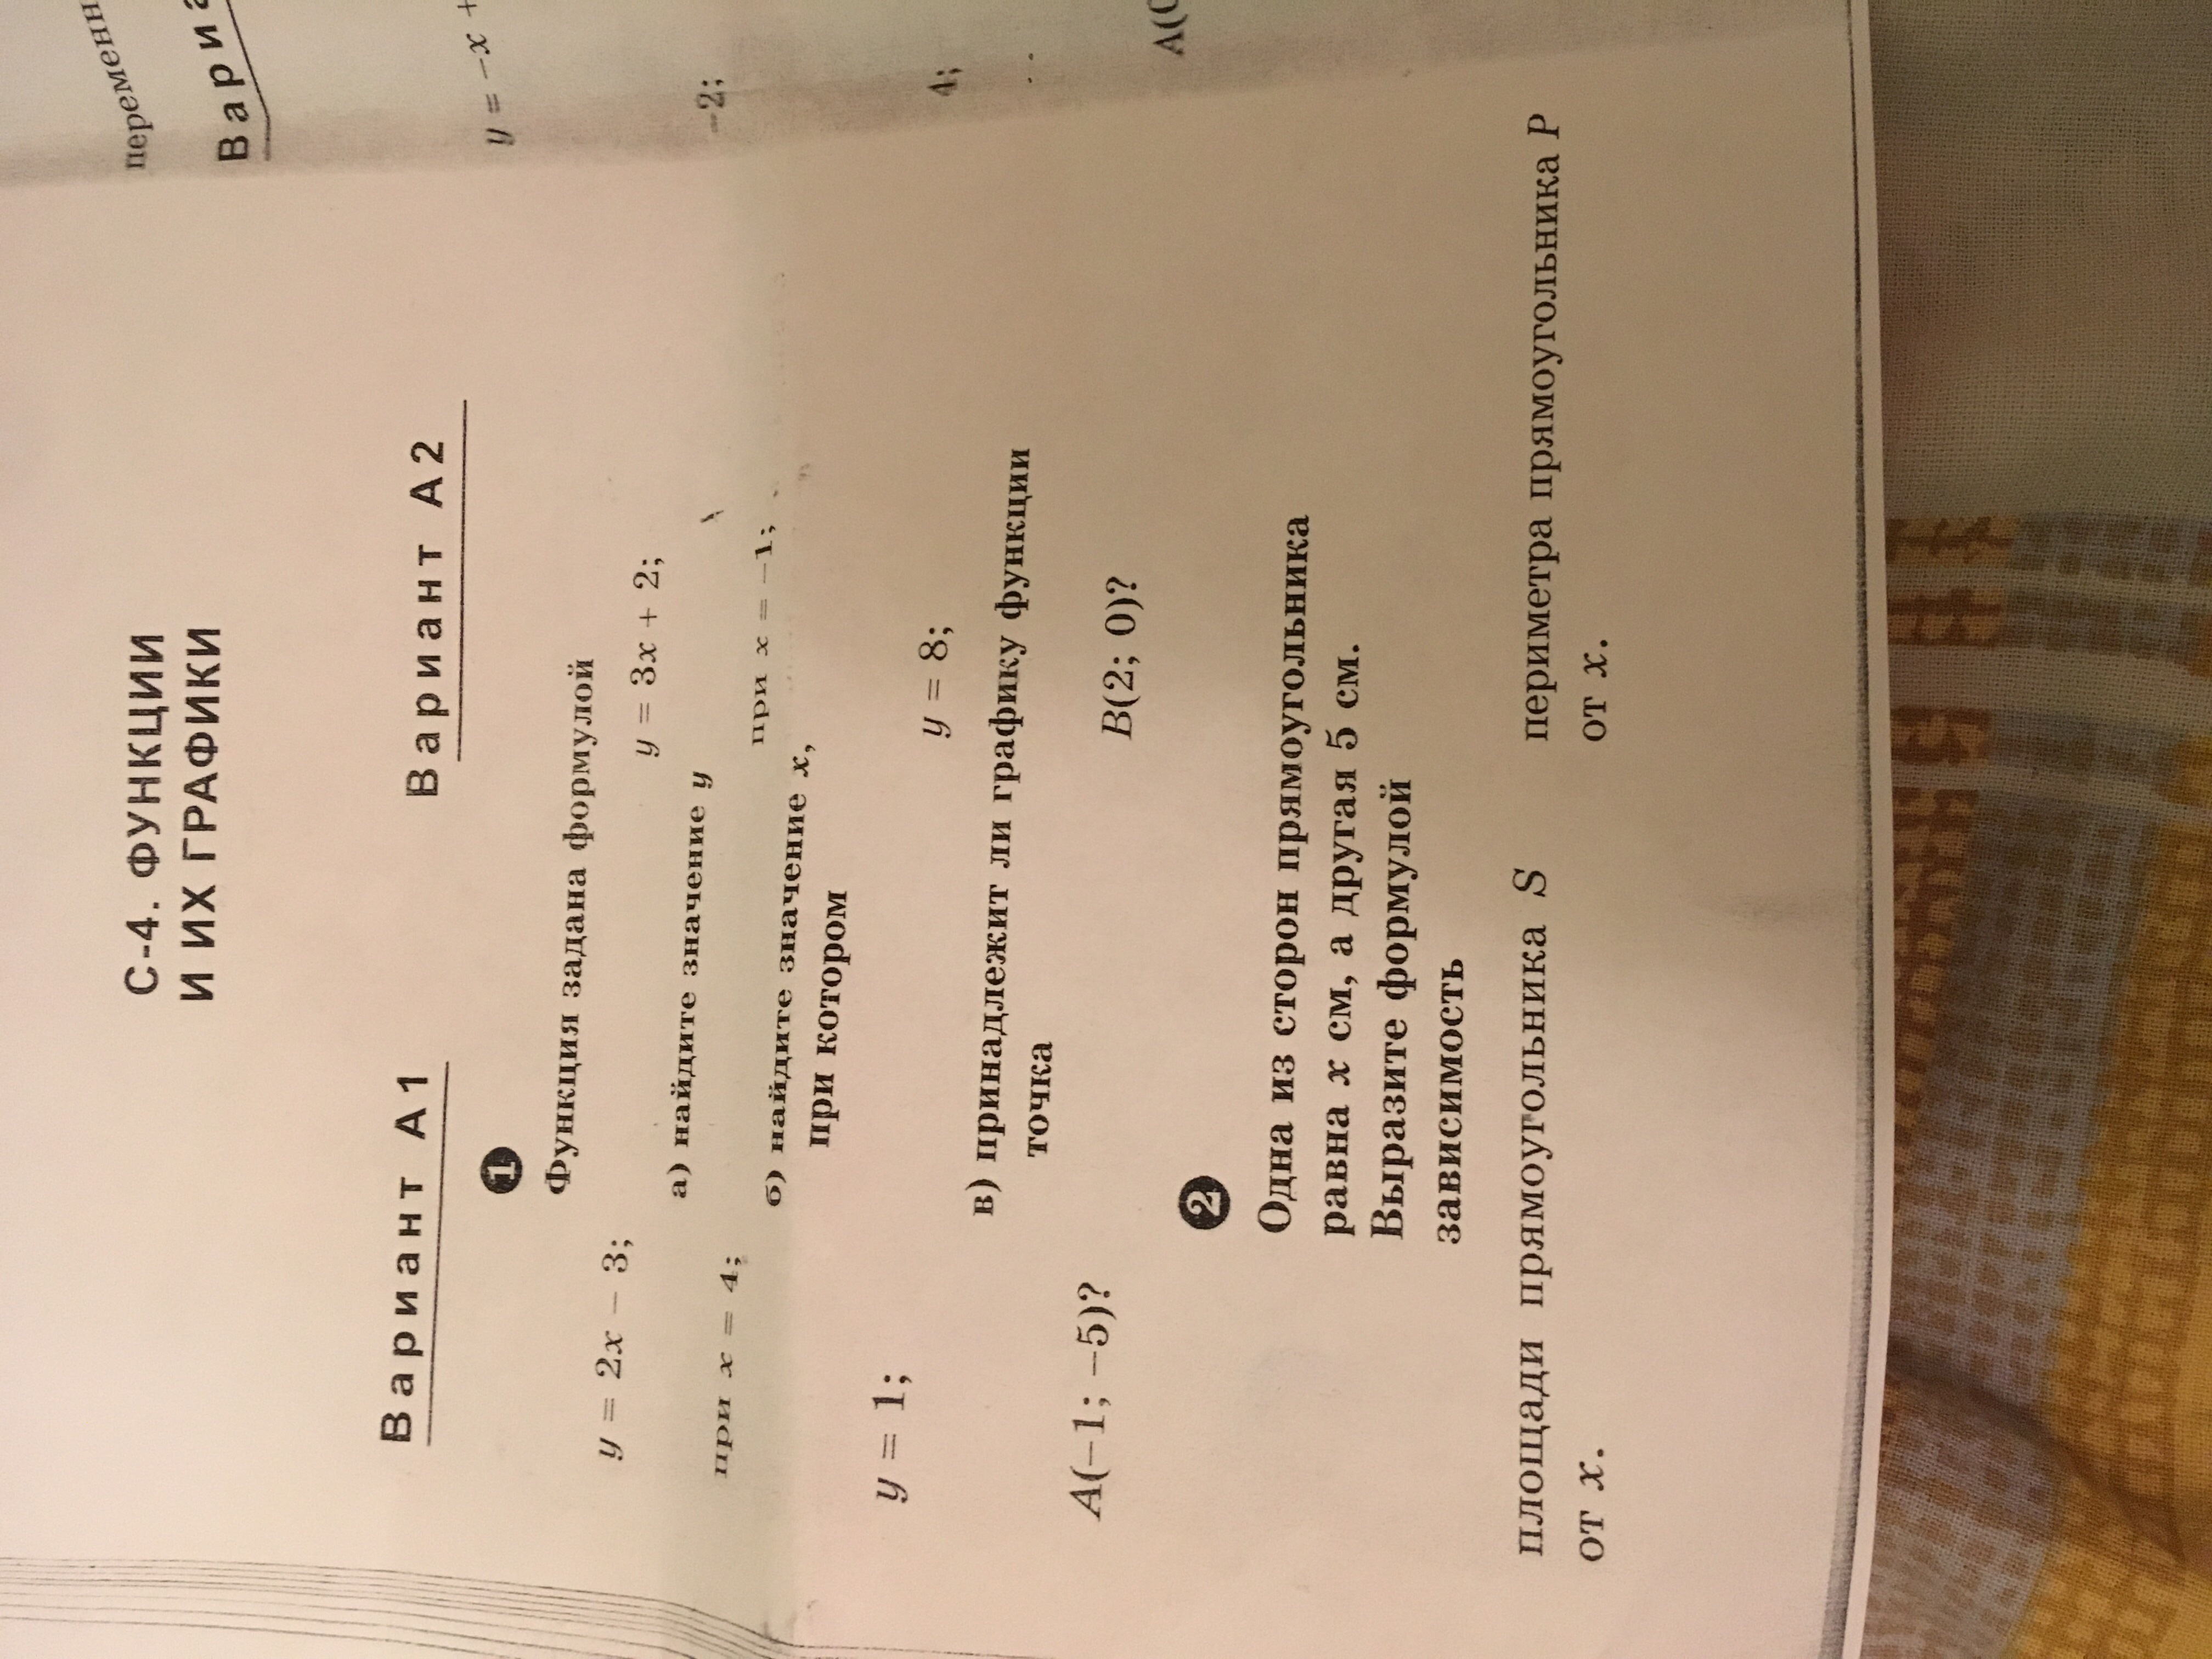 С-4. ФУНКЦИИ
И ИХ ГРАФИКИ
Вариант А1
Вариант А2
1
Функция задана формулой
y = 2x − 3;
y = 3x + 2;
а) найдите значение y
при x = 4;
при x = −1;
б) найдите значение x,
при котором
y = 1;
y = 8;
в) принадлежит ли графику функции
точка
A(−1; −5)?
B(2; 0)?
2
Одна из сторон прямоугольника
равна x см, а другая 5 см.
Выразите формулой
зависимость
площади прямоугольника S
от x.
периметра прямоугольника P
от x.
y = −x +
−2;
4;